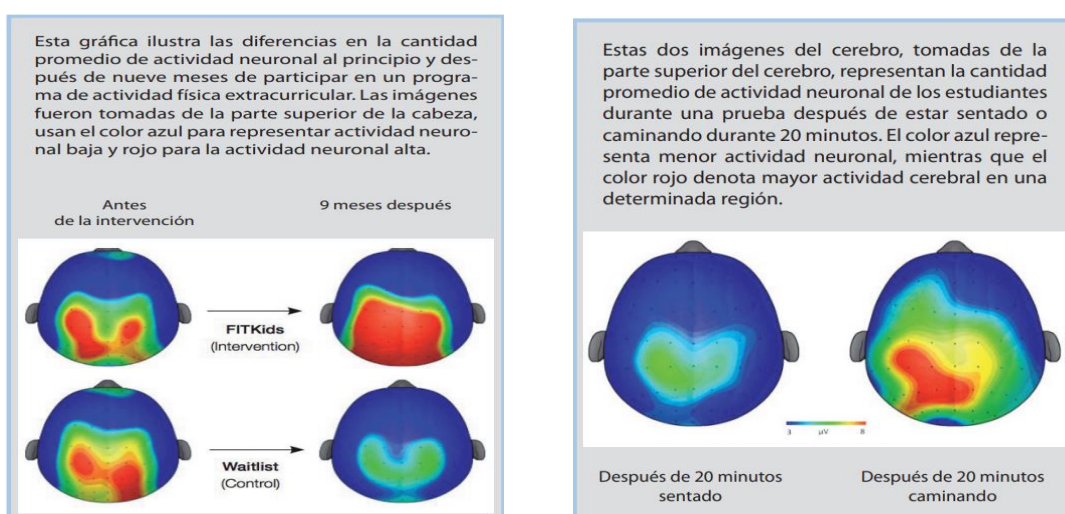 Esta gráfica ilustra las diferencias en la cantidad
promedio de actividad neuronal al principio y des-
pués de nueve meses de participar en un progra-
ma de actividad física extracurricular. Las imágenes
fueron tomadas de la parte superior de la cabeza,
usan el color azul para representar actividad neuro-
nal baja y rojo para la actividad neuronal alta.
Antes
de la intervención
9 meses después
FITKids
(Intervention)
Waitlist
(Control)
Estas dos imágenes del cerebro, tomadas de la
parte superior del cerebro, representan la cantidad
promedio de actividad neuronal de los estudiantes
durante una prueba después de estar sentado o
caminando durante 20 minutos. El color azul repre-
senta menor actividad neuronal, mientras que el
color rojo denota mayor actividad cerebral en una
determinada región.
3 μV 8
Después de 20 minutos
sentado
Después de 20 minutos
caminando